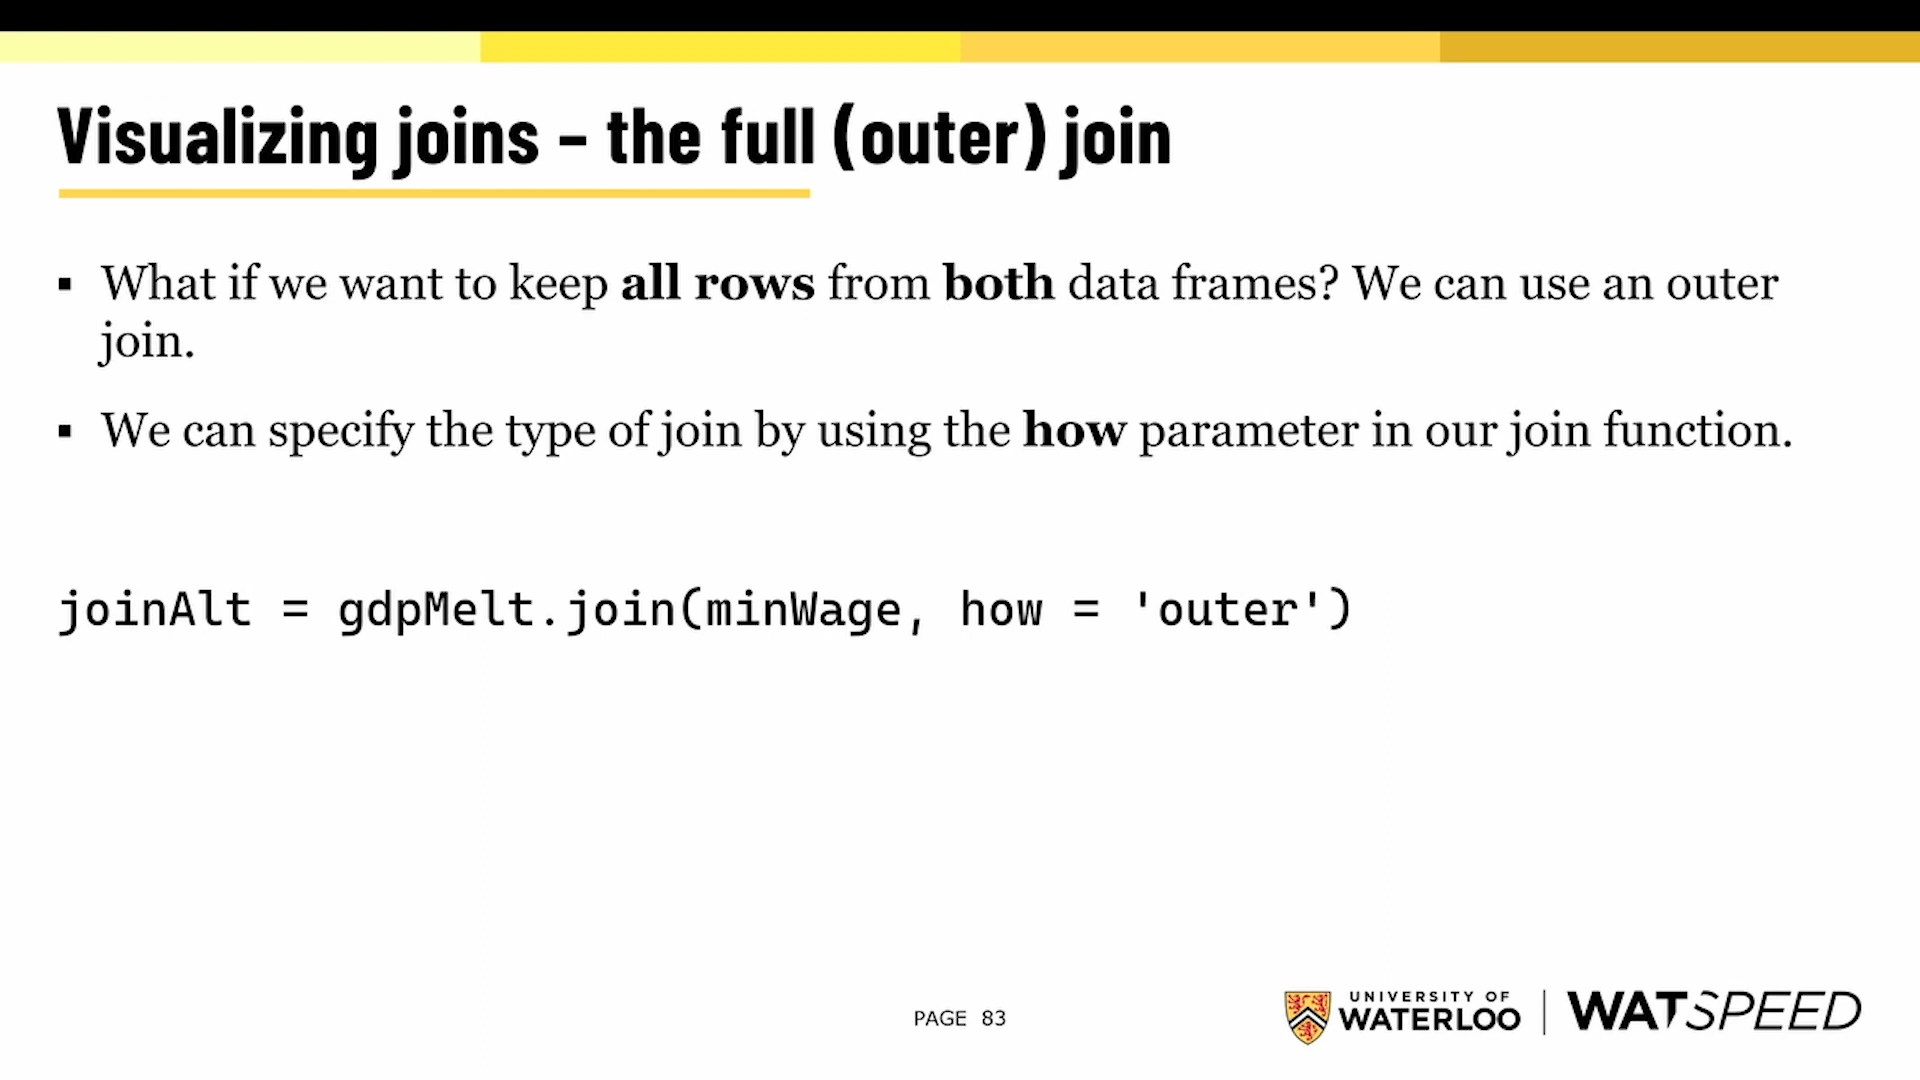 Visualizing joins – the full (outer) join
▪ What if we want to keep all rows from both data frames? We can use an outer
join.
▪ We can specify the type of join by using the how parameter in our join function.
joinAlt = gdpMelt.join(minWage, how = 'outer')
PAGE 83
UNIVERSITY OF
WATERLOO
WATSPEED